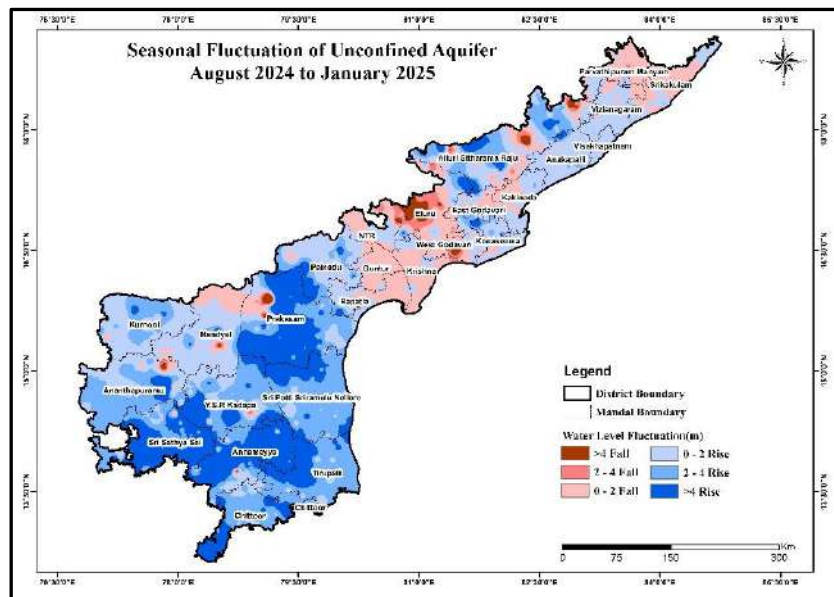 Seasonal Fluctuation of Unconfined Aquifer
August 2024 to January 2025
Parvathipuram Manyam
Srikakulam
Vizianagaram
Visakhapatnam
Alluri Sitharama Raju
Anakapalli
Kakinada
Eluru
East Godavari
NTR
West Godavari
Konaseema
Palnadu
Guntur
Krishna
Bapatla
Kurnool
Nandyal
Prakasam
Ananthapuramu
Y.S.R Kadapa
Sri Potti Sriramulu Nellore
Sri Sathya Sai
Annamayya
Tirupati
Chittoor
Chittoor
Legend
District Boundary
Mandal Boundary
Water Level Fluctuation(m)
>4 Fall
0 - 2 Rise
2 - 4 Fall
2 - 4 Rise
0 - 2 Fall
>4 Rise
Km
0
75
150
300